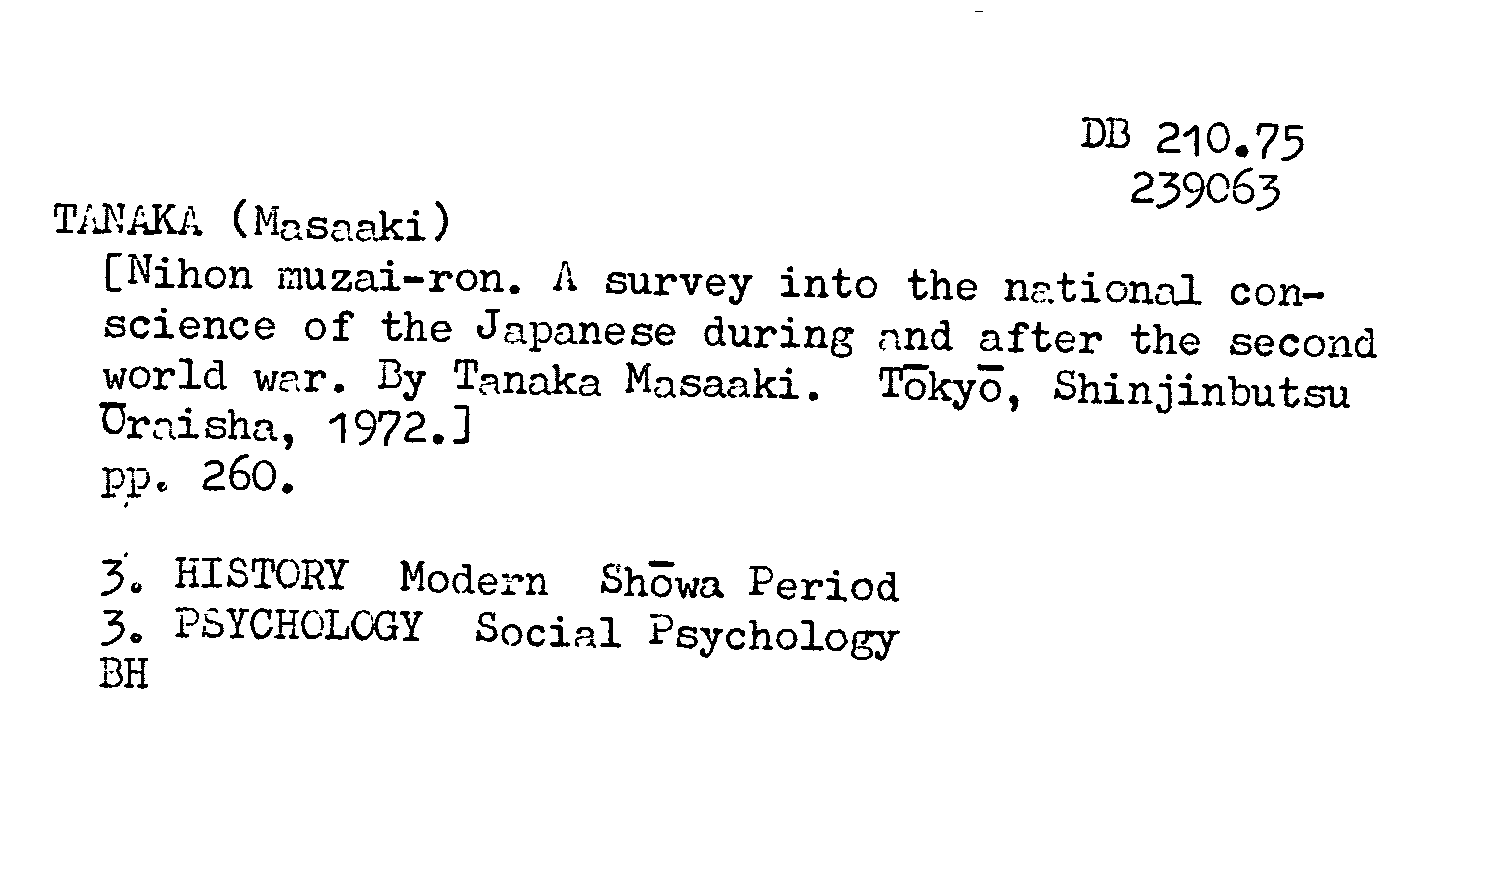 DB 210.75
239063
TANAKA (Masaaki)
[Nihon muzai-ron. A survey into the national con-
science of the Japanese during and after the second
world war. By Tanaka Masaaki. Tōkyō, Shinjinbutsu
Ōraisha, 1972.]
pp. 260.
3. HISTORY Modern Shōwa Period
3. PSYCHOLOGY Social Psychology
BH